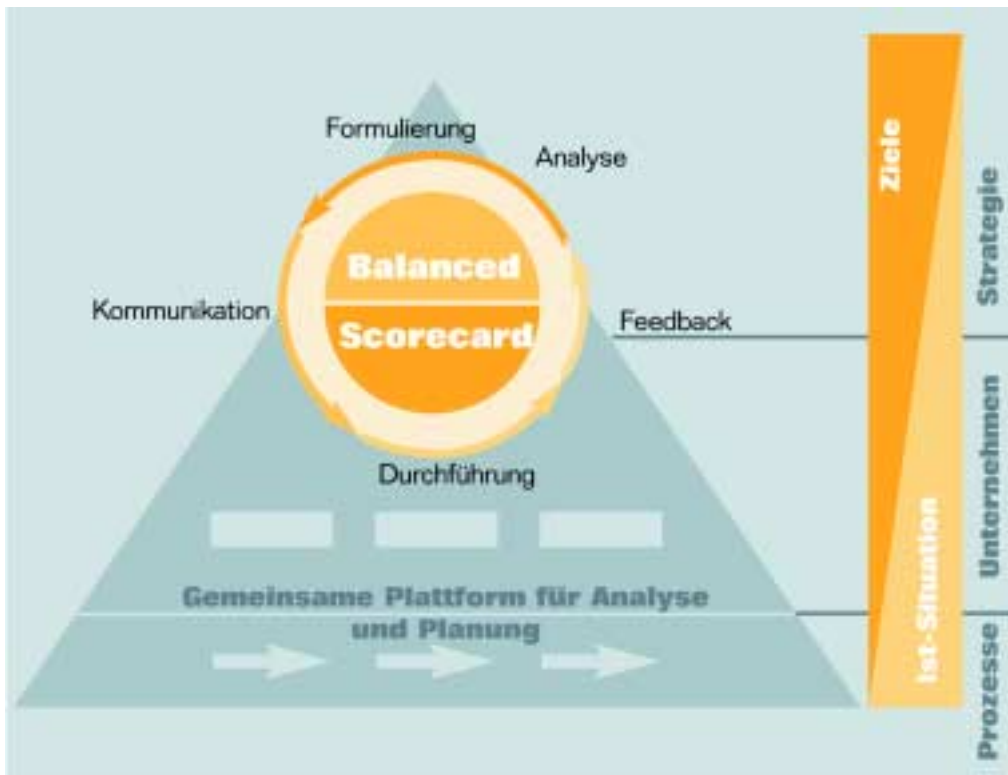 Formulierung
Analyse
Balanced
Scorecard
Kommunikation
Feedback
Durchführung
Gemeinsame Plattform für Analyse
und Planung
Ziele
Ist-Situation
Strategie
Unternehmen
Prozesse